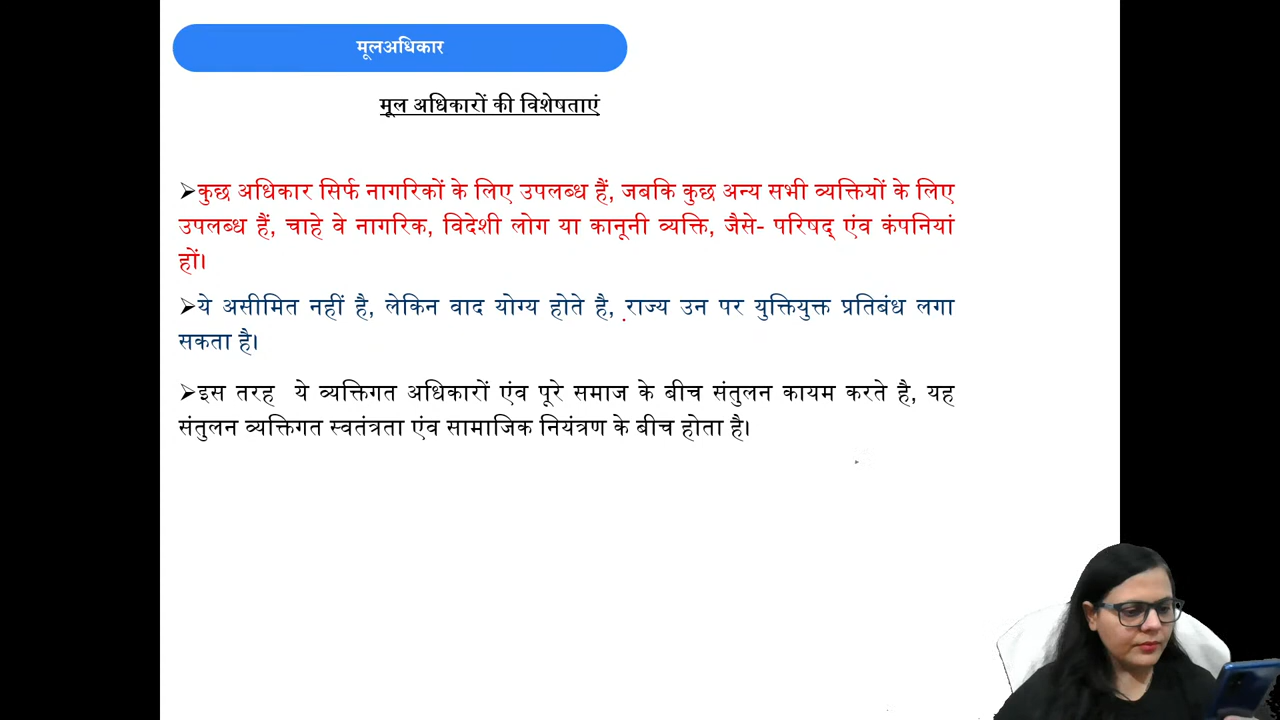 मूलअधिकार
मूल अधिकारों की विशेषताएं
➢कुछ अधिकार सिर्फ नागरिकों के लिए उपलब्ध हैं, जबकि कुछ अन्य सभी व्यक्तियों के लिए
उपलब्ध हैं, चाहे वे नागरिक, विदेशी लोग या कानूनी व्यक्ति, जैसे- परिषद् एंव कंपनियां
हों।
➢ये असीमित नहीं है, लेकिन वाद योग्य होते है, राज्य उन पर युक्तियुक्त प्रतिबंध लगा
सकता है।
➢इस तरह ये व्यक्तिगत अधिकारों एंव पूरे समाज के बीच संतुलन कायम करते है, यह
संतुलन व्यक्तिगत स्वतंत्रता एंव सामाजिक नियंत्रण के बीच होता है।